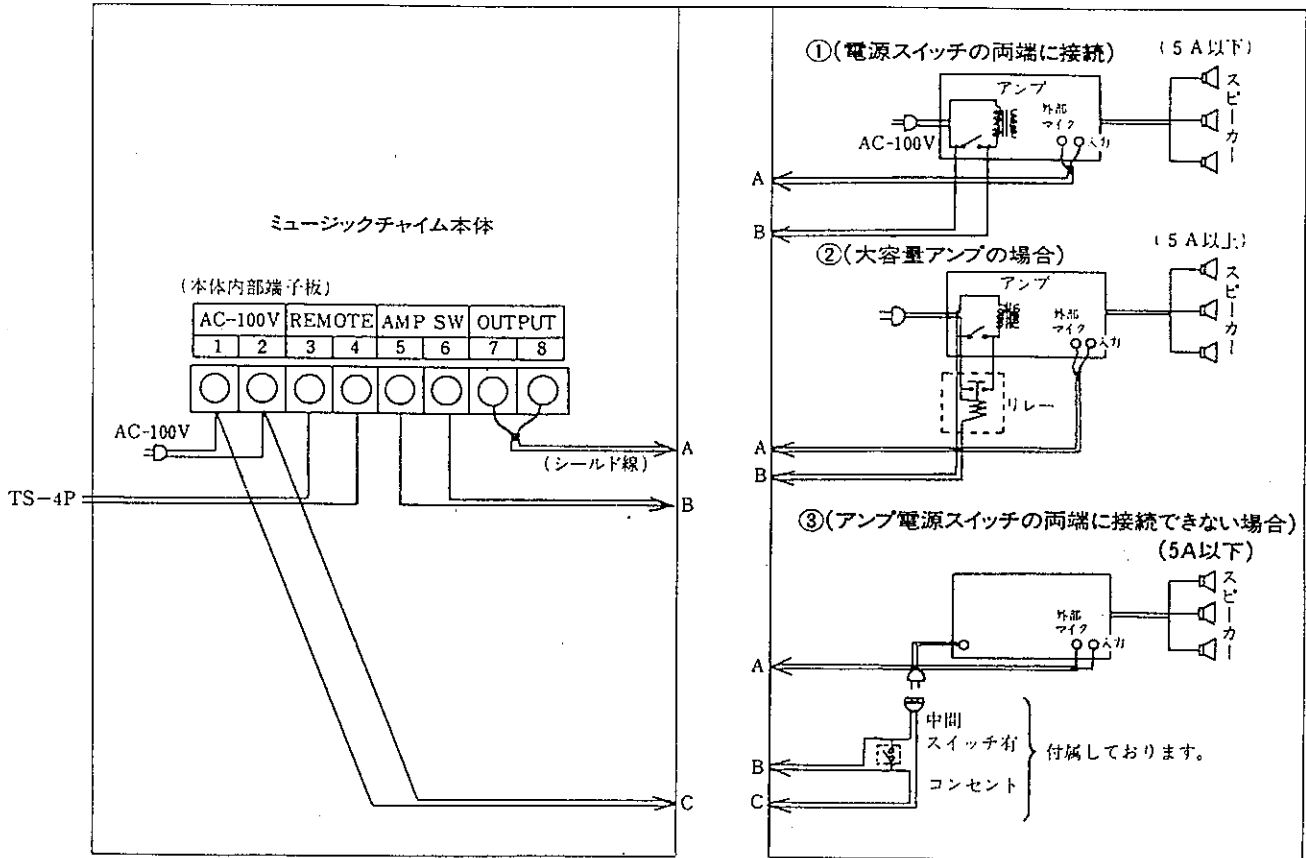 ミュージックチャイム本体
(本体内部端子板)
AC-100V REMOTE AMP SW OUTPUT
1 2 3 4 5 6 7 8
AC-100V
(シールド線)
TS-4P
A
B
C
①(電源スイッチの両端に接続)
(5A以下)
アンプ
外部
マイク
入力
AC-100V
スピーカー
A
B
②(大容量アンプの場合)
(5A以上)
アンプ
外部
マイク
入力
リレー
スピーカー
A
B
③(アンプ電源スイッチの両端に接続できない場合)
(5A以下)
外部
マイク
入力
スピーカー
A
中間
スイッチ有
コンセント
付属しております。
B
C